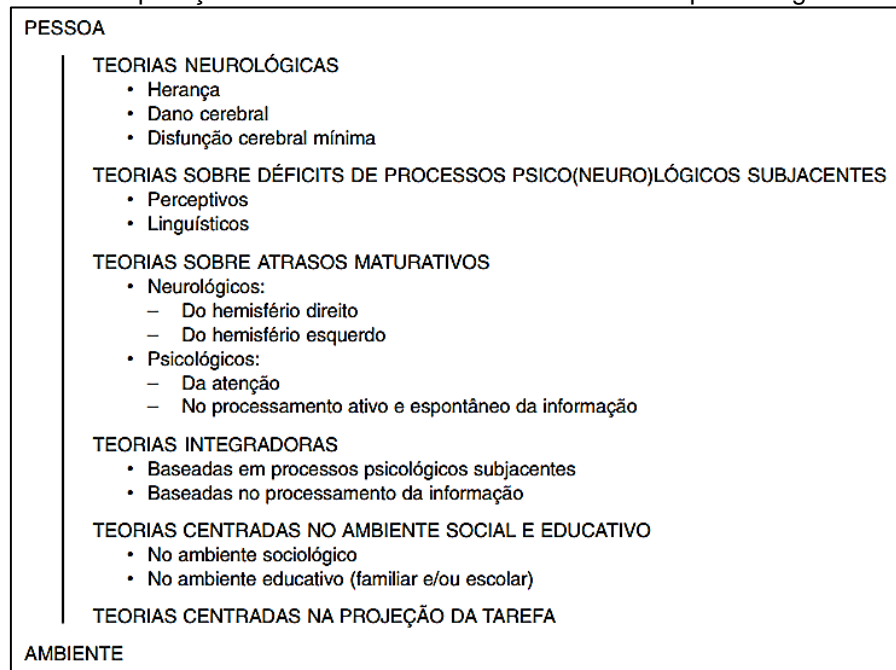 PESSOA
TEORIAS NEUROLÓGICAS
• Herança
• Dano cerebral
• Disfunção cerebral mínima
TEORIAS SOBRE DÉFICITS DE PROCESSOS PSICO(NEURO)LÓGICOS SUBJACENTES
• Perceptivos
• Linguísticos
TEORIAS SOBRE ATRASOS MATURATIVOS
• Neurológicos:
– Do hemisfério direito
– Do hemisfério esquerdo
• Psicológicos:
– Da atenção
– No processamento ativo e espontâneo da informação
TEORIAS INTEGRADORAS
• Baseadas em processos psicológicos subjacentes
• Baseadas no processamento da informação
TEORIAS CENTRADAS NO AMBIENTE SOCIAL E EDUCATIVO
• No ambiente sociológico
• No ambiente educativo (familiar e/ou escolar)
TEORIAS CENTRADAS NA PROJEÇÃO DA TAREFA
AMBIENTE